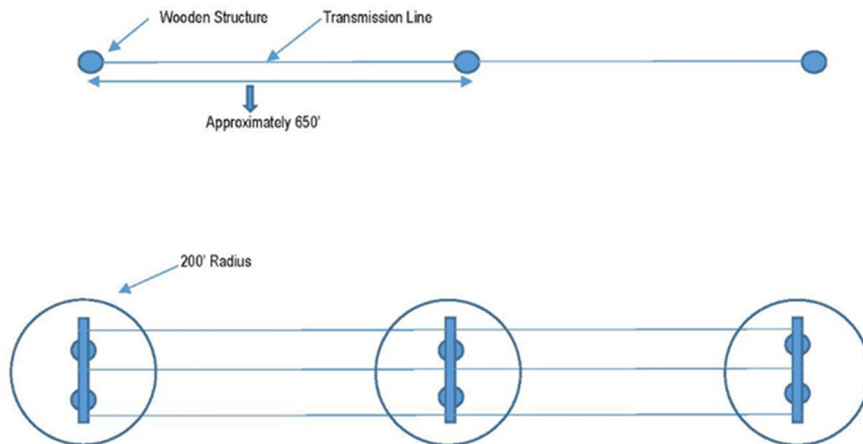 Wooden Structure
Transmission Line
Approximately 650'
200' Radius